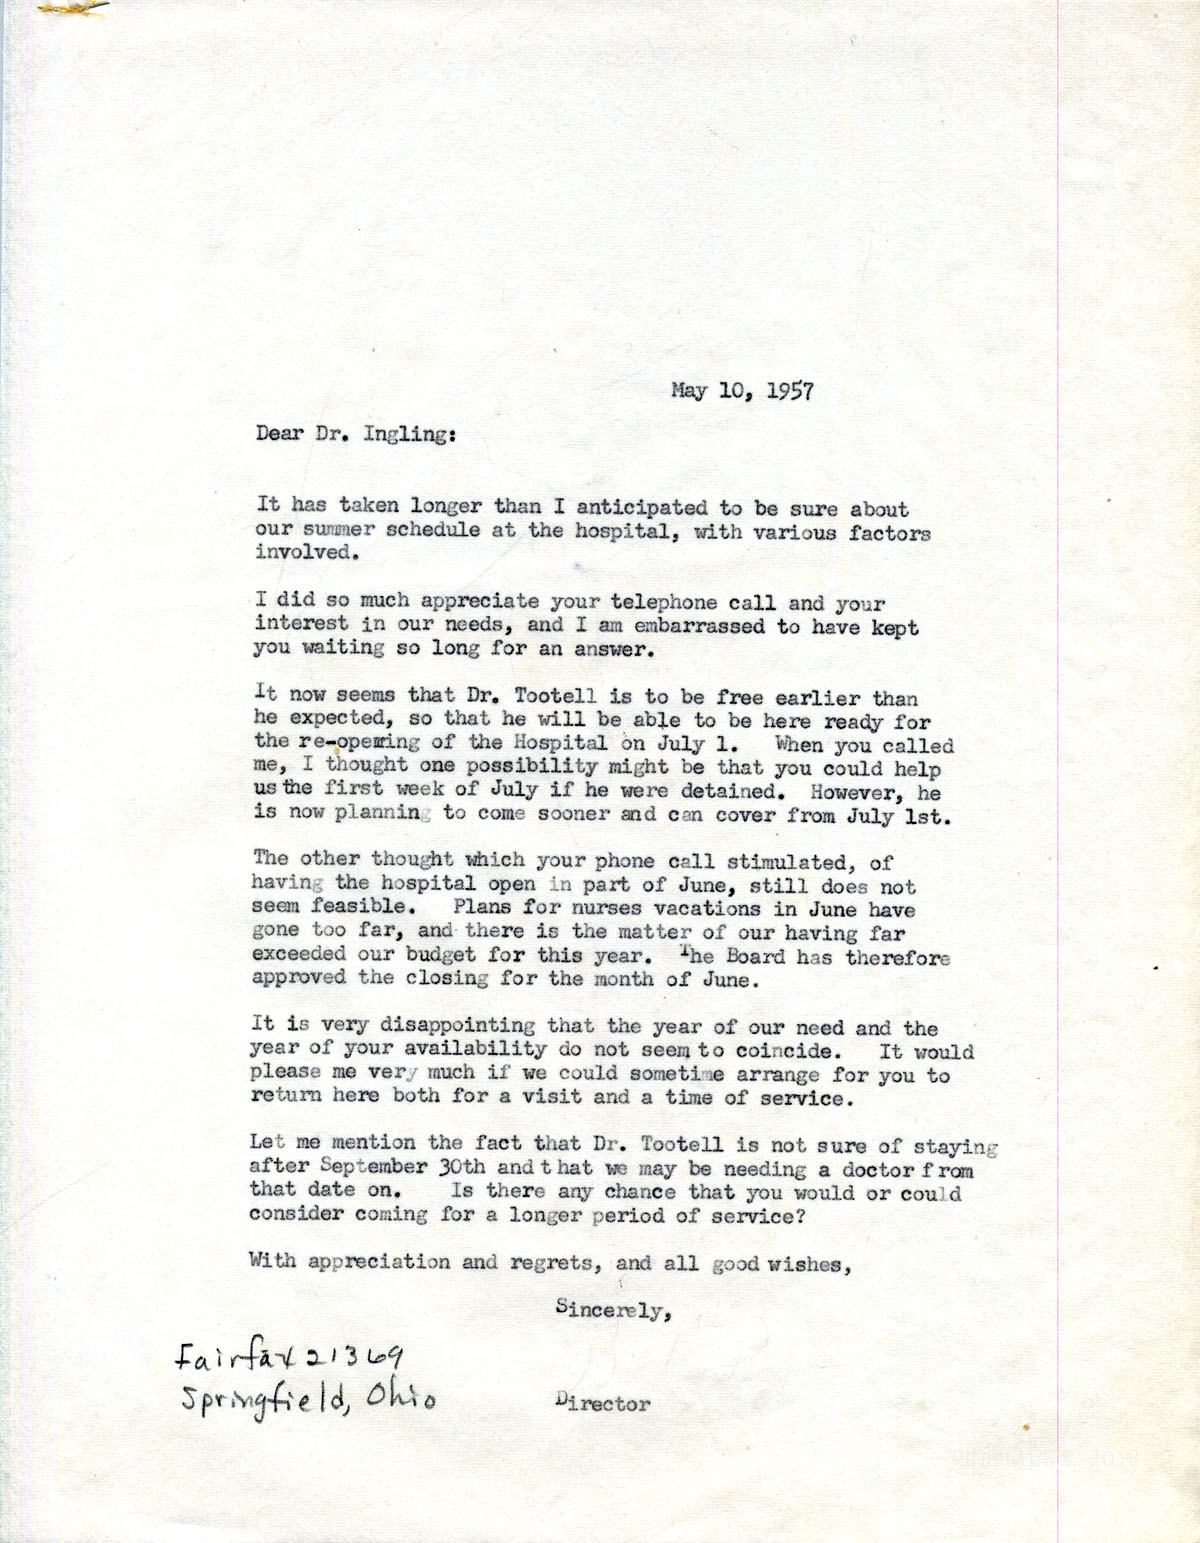 May 10, 1957
Dear Dr. Ingling:
It has taken longer than I anticipated to be sure about
our summer schedule at the hospital, with various factors
involved.
I did so much appreciate your telephone call and your
interest in our needs, and I am embarrassed to have kept
you waiting so long for an answer.
It now seems that Dr. Tootell is to be free earlier than
he expected, so that he will be able to be here ready for
the re-opening of the Hospital on July 1. When you called
me, I thought one possibility might be that you could help
us the first week of July if he were detained. However, he
is now planning to come sooner and can cover from July 1st.
The other thought which your phone call stimulated, of
having the hospital open in part of June, still does not
seem feasible. Plans for nurses vacations in June have
gone too far, and there is the matter of our having far
exceeded our budget for this year. The Board has therefore
approved the closing for the month of June.
It is very disappointing that the year of our need and the
year of your availability do not seem to coincide. It would
please me very much if we could sometime arrange for you to
return here both for a visit and a time of service.
Let me mention the fact that Dr. Tootell is not sure of staying
after September 30th and that we may be needing a doctor from
that date on. Is there any chance that you would or could
consider coming for a longer period of service?
With appreciation and regrets, and all good wishes,
Sincerely,
Fairfax 21369
Springfield, Ohio
Director